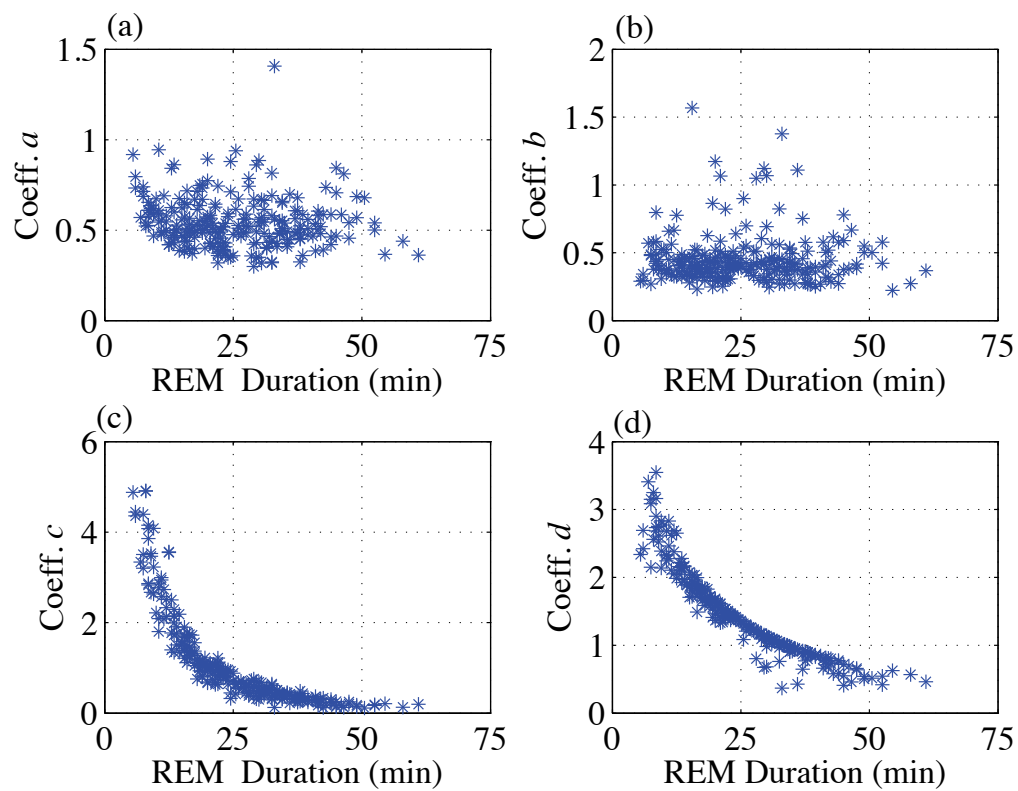 (a)
1.5
1
0.5
0
Coeff. a
0 25 50 75
REM Duration (min)
(b)
2
1.5
1
0.5
0
Coeff. b
0 25 50 75
REM Duration (min)
(c)
6
4
2
0
Coeff. c
0 25 50 75
REM Duration (min)
(d)
4
3
2
1
0
Coeff. d
0 25 50 75
REM Duration (min)